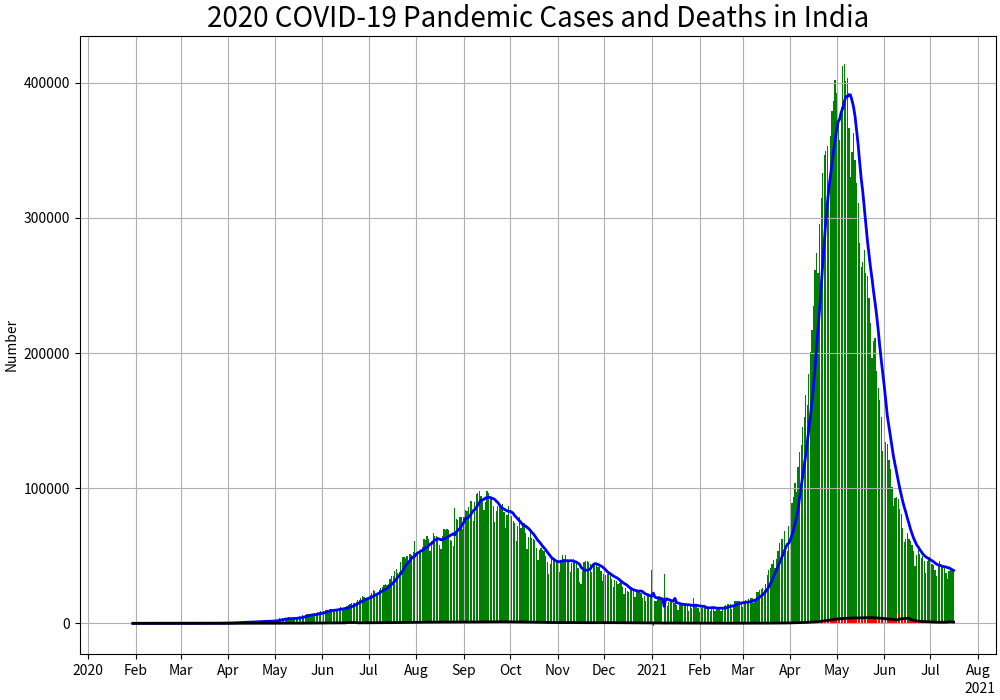 2020 COVID-19 Pandemic Cases and Deaths in India
Number
400000
300000
200000
100000
0
2020 Feb Mar Apr May Jun Jul Aug Sep Oct Nov Dec 2021 Feb Mar Apr May Jun Jul Aug
2021